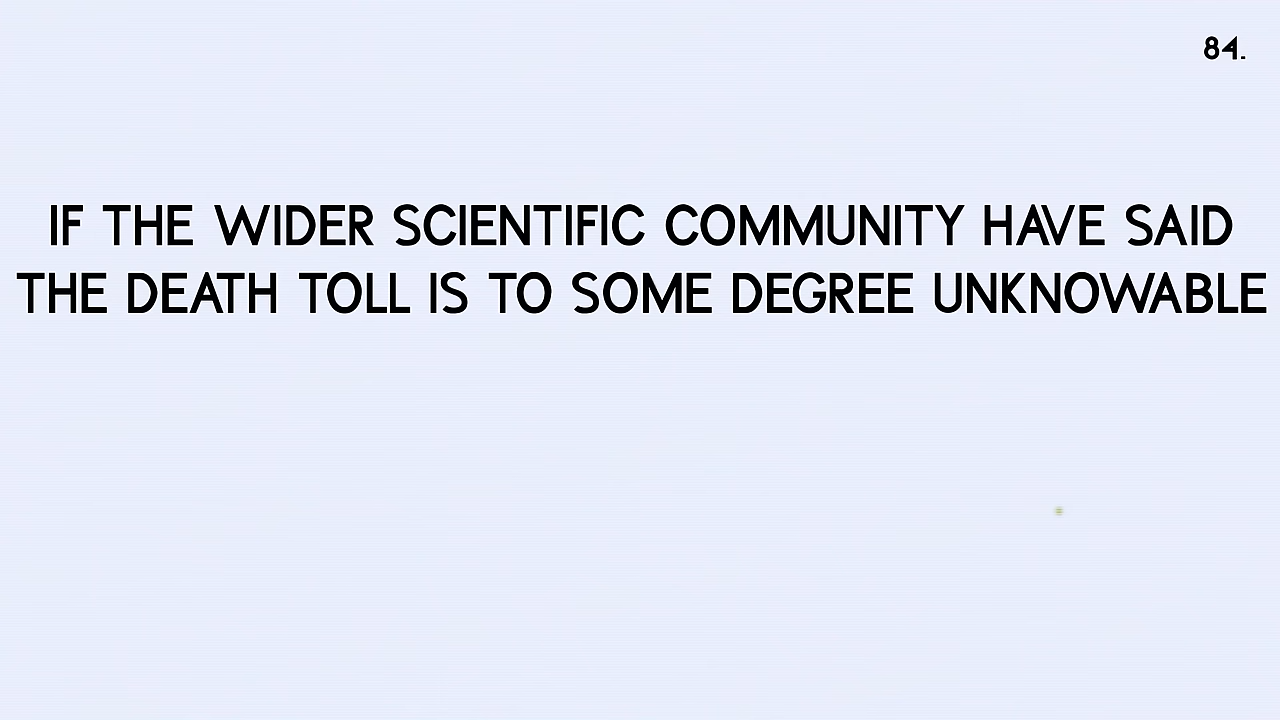 84.
IF THE WIDER SCIENTIFIC COMMUNITY HAVE SAID
THE DEATH TOLL IS TO SOME DEGREE UNKNOWABLE